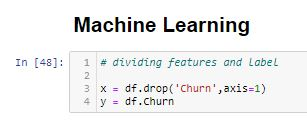 Machine Learning
In [48]:
1 # dividing features and label
2
3 x = df.drop('Churn',axis=1)
4 y = df.Churn